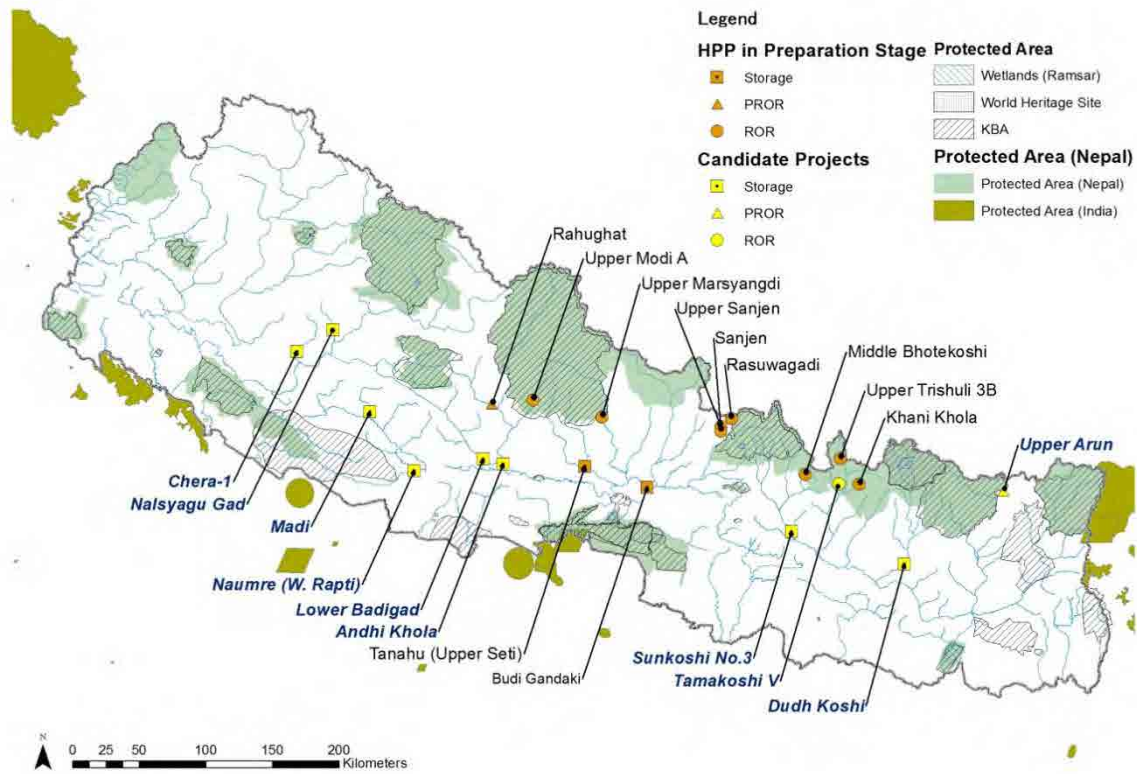 Legend
HPP in Preparation Stage
Storage
PROR
ROR
Candidate Projects
Storage
PROR
ROR
Protected Area
Wetlands (Ramsar)
World Heritage Site
KBA
Protected Area (Nepal)
Protected Area (Nepal)
Protected Area (India)
Rahughat
Upper Modi A
Upper Marsyangdi
Upper Sanjen
Sanjen
Rasuwagadi
Middle Bhotekoshi
Upper Trishuli 3B
Khani Khola
Upper Arun
Chera-1
Nalsyagu Gad
Madi
Naumre (W. Rapti)
Lower Badigad
Andhi Khola
Tanahu (Upper Seti)
Budi Gandaki
Sunkoshi No.3
Tamakoshi V
Dudh Koshi
N
0 25 50 100 150 200
Kilometers